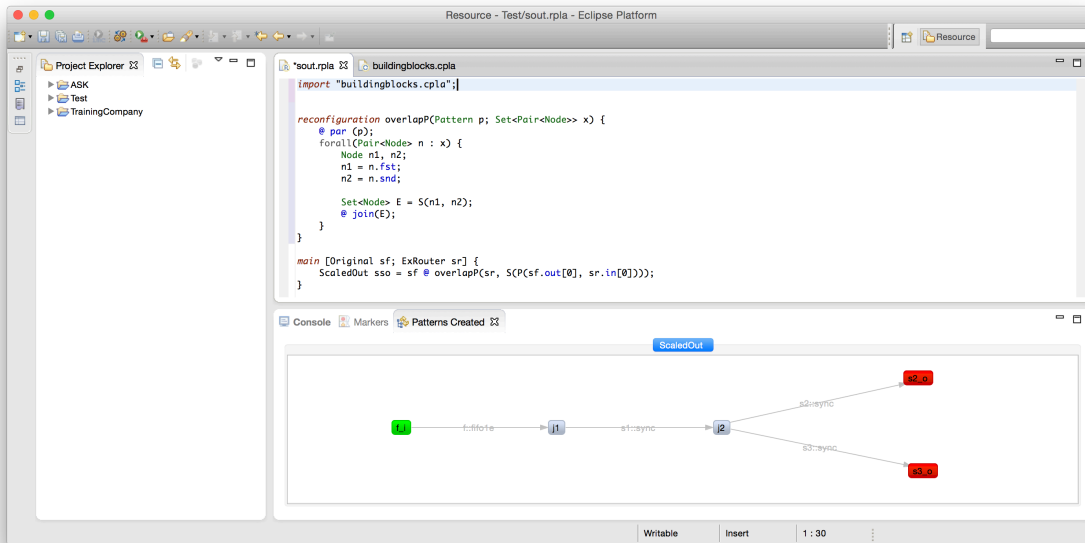 Resource - Test/sout.rpla - Eclipse Platform
Resource
Project Explorer
ASK
Test
TrainingCompany
*sout.rpla
buildingblocks.cpla
import "buildingblocks.cpla";
reconfiguration overlapP(Pattern p; Set<Pair<Node>> x) {
@ par (p);
forall(Pair<Node> n : x) {
Node n1, n2;
n1 = n.fst;
n2 = n.snd;
Set<Node> E = S(n1, n2);
@ join(E);
}
}
main [Original sf; ExRouter sr] {
ScaledOut sso = sf @ overlapP(sr, S(P(sf.out[0], sr.in[0])));
}
Console
Markers
Patterns Created
ScaledOut
s2_o
s2::sync
f_i
f::fifo1e
j1
s1::sync
j2
s3::sync
s3_o
Writable
Insert
1 : 30